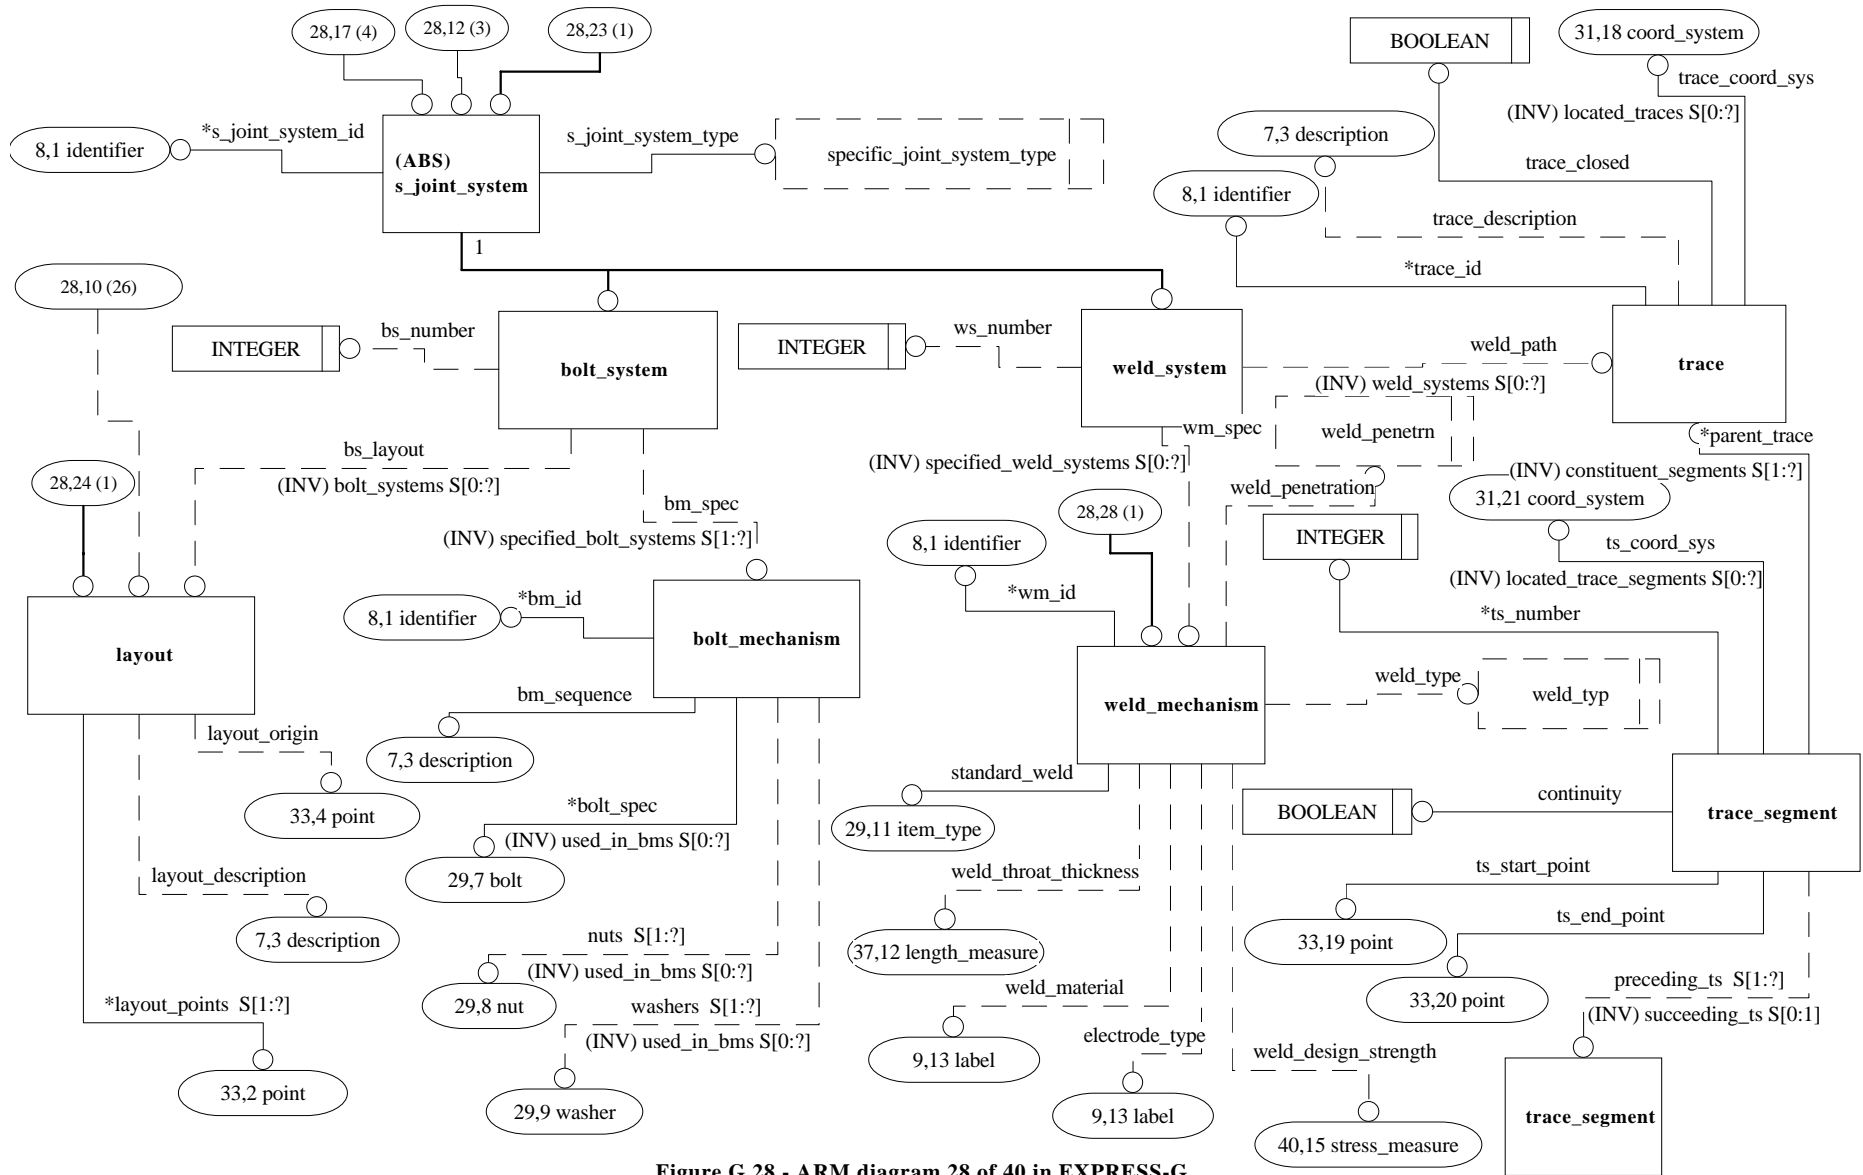 28,17 (4)
28,12 (3)
28,23 (1)
BOOLEAN
31,18 coord_system
trace_coord_sys
(INV) located_traces S[0:?]
*s_joint_system_id
8,1 identifier
(ABS)
s_joint_system
s_joint_system_type
specific_joint_system_type
7,3 description
trace_closed
8,1 identifier
trace_description
1
*trace_id
28,10 (26)
INTEGER
bs_number
bolt_system
INTEGER
ws_number
weld_system
weld_path
(INV) weld_systems S[0:?]
trace
wm_spec
weld_penetrn
*parent_trace
bs_layout
(INV) bolt_systems S[0:?]
(INV) specified_weld_systems S[0:?]
(INV) constituent_segments S[1:?]
28,24 (1)
bm_spec
(INV) specified_bolt_systems S[1:?]
weld_penetration
31,21 coord_system
28,28 (1)
8,1 identifier
INTEGER
ts_coord_sys
(INV) located_trace_segments S[0:?]
*wm_id
*bm_id
8,1 identifier
*ts_number
layout
bolt_mechanism
weld_mechanism
weld_type
weld_typ
bm_sequence
layout_origin
7,3 description
standard_weld
continuity
33,4 point
*bolt_spec
(INV) used_in_bms S[0:?]
29,11 item_type
BOOLEAN
trace_segment
layout_description
29,7 bolt
weld_throat_thickness
ts_start_point
ts_end_point
7,3 description
nuts S[1:?]
(INV) used_in_bms S[0:?]
37,12 length_measure
33,19 point
weld_material
preceding_ts S[1:?]
33,20 point
*layout_points S[1:?]
29,8 nut
washers S[1:?]
(INV) used_in_bms S[0:?]
(INV) succeeding_ts S[0:1]
electrode_type
9,13 label
weld_design_strength
33,2 point
29,9 washer
9,13 label
trace_segment
40,15 stress_measure
Figure G.28 - ARM diagram 28 of 40 in EXPRESS-G